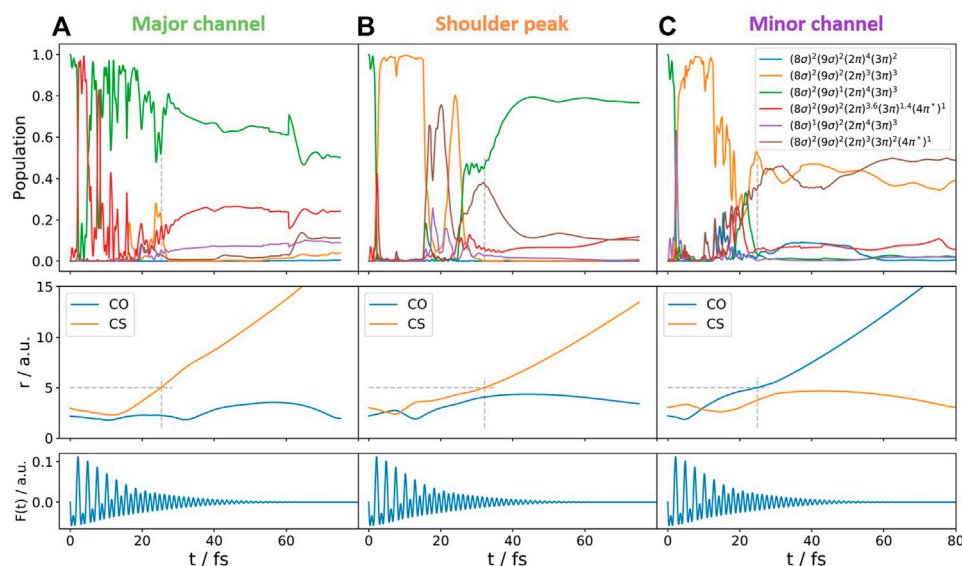 A Major channel
B Shoulder peak
C Minor channel
Population
1.0
0.8
0.6
0.4
0.2
0.0
(8σ)²(9σ)²(2π)⁴(3π)²
(8σ)²(9σ)²(2π)³(3π)³
(8σ)²(9σ)¹(2π)⁴(3π)³
(8σ)²(9σ)²(2π)³·⁶(3π)¹·⁴(4π*)¹
(8σ)¹(9σ)²(2π)⁴(3π)³
(8σ)²(9σ)²(2π)³(3π)²(4π*)¹
r / a.u.
15
10
5
0
CO
CS
CO
CS
CO
CS
F(t) / a.u.
0.1
0.0
0 20 40 60
0 20 40 60
0 20 40 60 80
t / fs
t / fs
t / fs